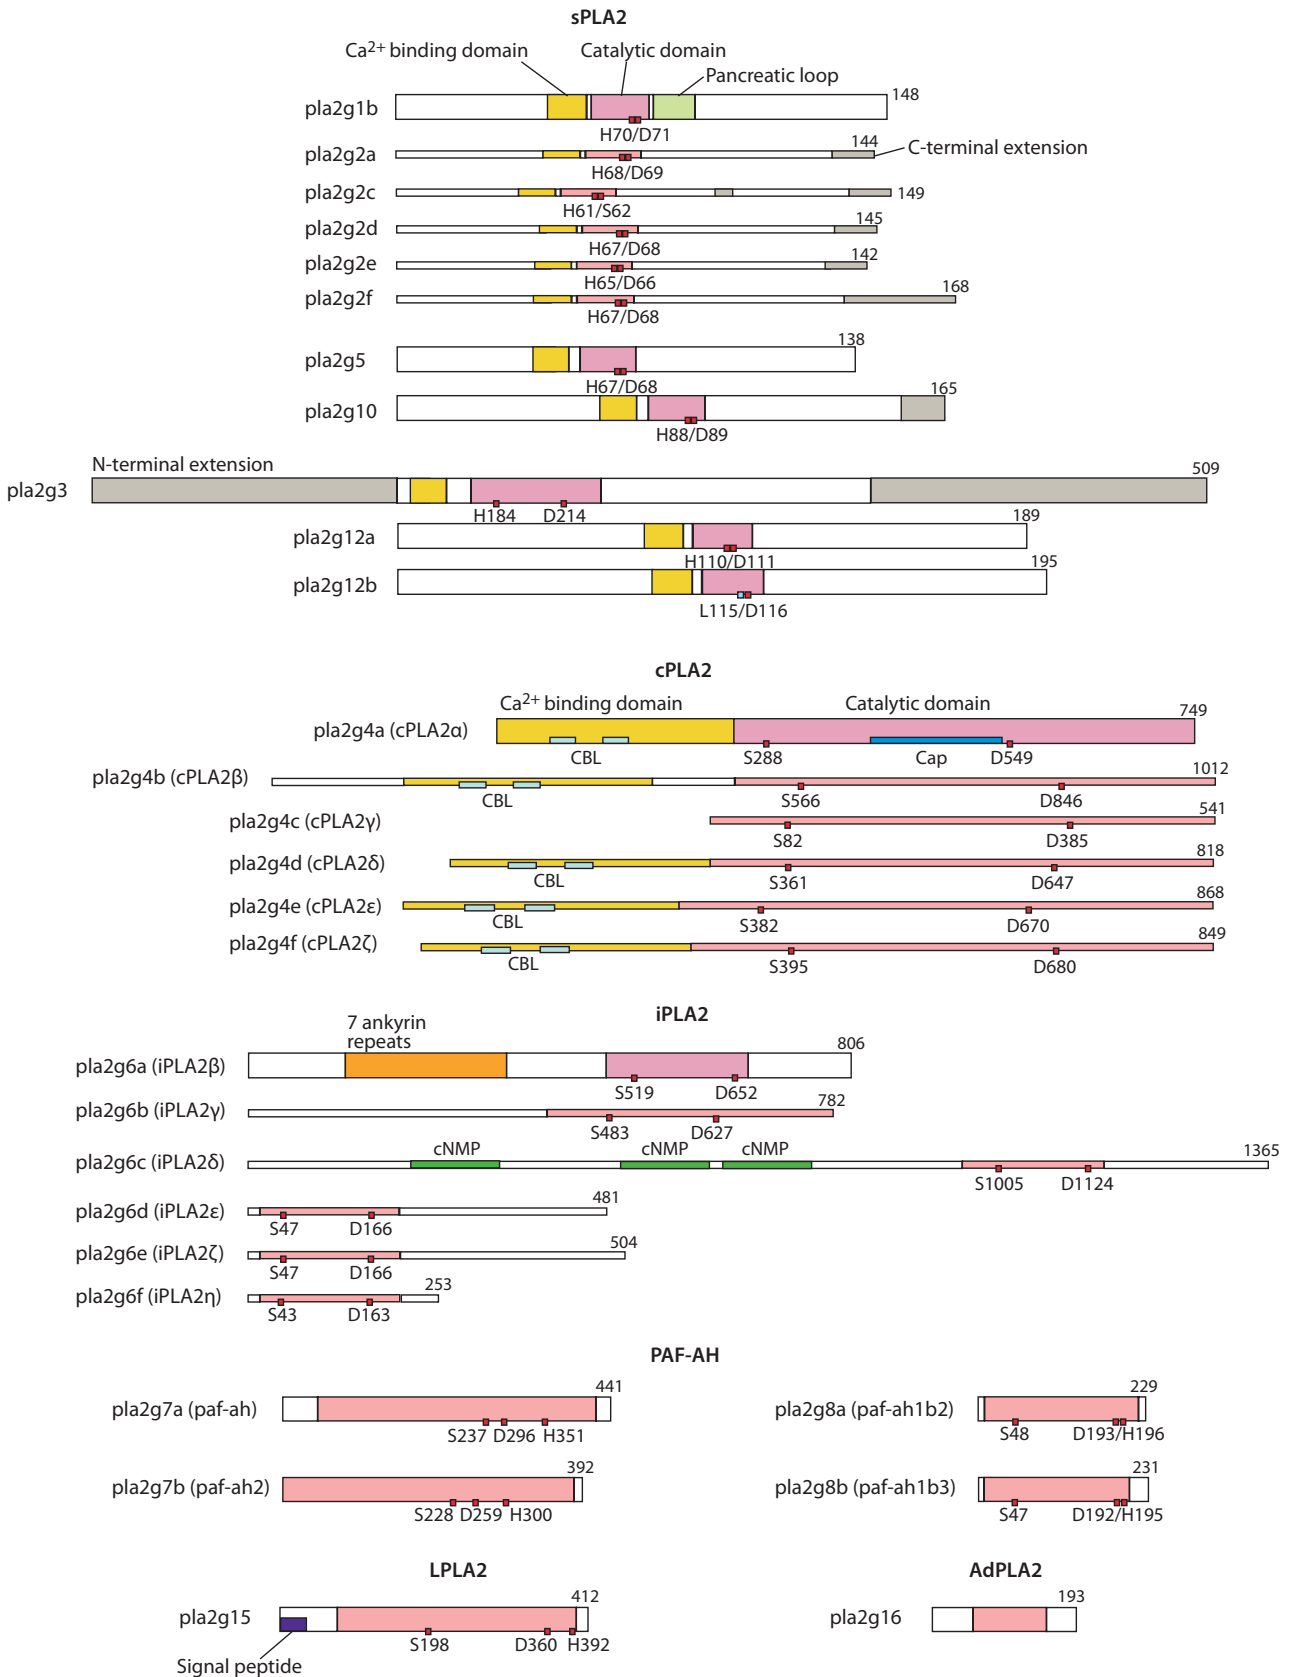 sPLA2
Ca2+ binding domain
Catalytic domain
Pancreatic loop
pla2g1b
148
H70/D71
pla2g2a
144
C-terminal extension
H68/D69
pla2g2c
149
H61/S62
pla2g2d
145
H67/D68
pla2g2e
142
H65/D66
pla2g2f
168
H67/D68
pla2g5
138
H67/D68
pla2g10
165
H88/D89
N-terminal extension
pla2g3
509
H184
D214
pla2g12a
189
H110/D111
pla2g12b
195
L115/D116
cPLA2
Ca2+ binding domain
Catalytic domain
pla2g4a (cPLA2α)
749
CBL
S288
Cap
D549
pla2g4b (cPLA2β)
1012
CBL
S566
D846
pla2g4c (cPLA2γ)
541
S82
D385
pla2g4d (cPLA2δ)
818
CBL
S361
D647
pla2g4e (cPLA2ε)
868
CBL
S382
D670
pla2g4f (cPLA2ζ)
849
CBL
S395
D680
iPLA2
7 ankyrin
repeats
pla2g6a (iPLA2β)
806
S519
D652
pla2g6b (iPLA2γ)
782
S483
D627
pla2g6c (iPLA2δ)
cNMP
cNMP
cNMP
1365
S1005
D1124
pla2g6d (iPLA2ε)
481
S47
D166
pla2g6e (iPLA2ζ)
504
S47
D166
pla2g6f (iPLA2η)
253
S43
D163
PAF-AH
pla2g7a (paf-ah)
441
S237
D296
H351
pla2g8a (paf-ah1b2)
229
S48
D193/H196
pla2g7b (paf-ah2)
392
S228
D259
H300
pla2g8b (paf-ah1b3)
231
S47
D192/H195
LPLA2
pla2g15
412
S198
D360
H392
Signal peptide
AdPLA2
pla2g16
193